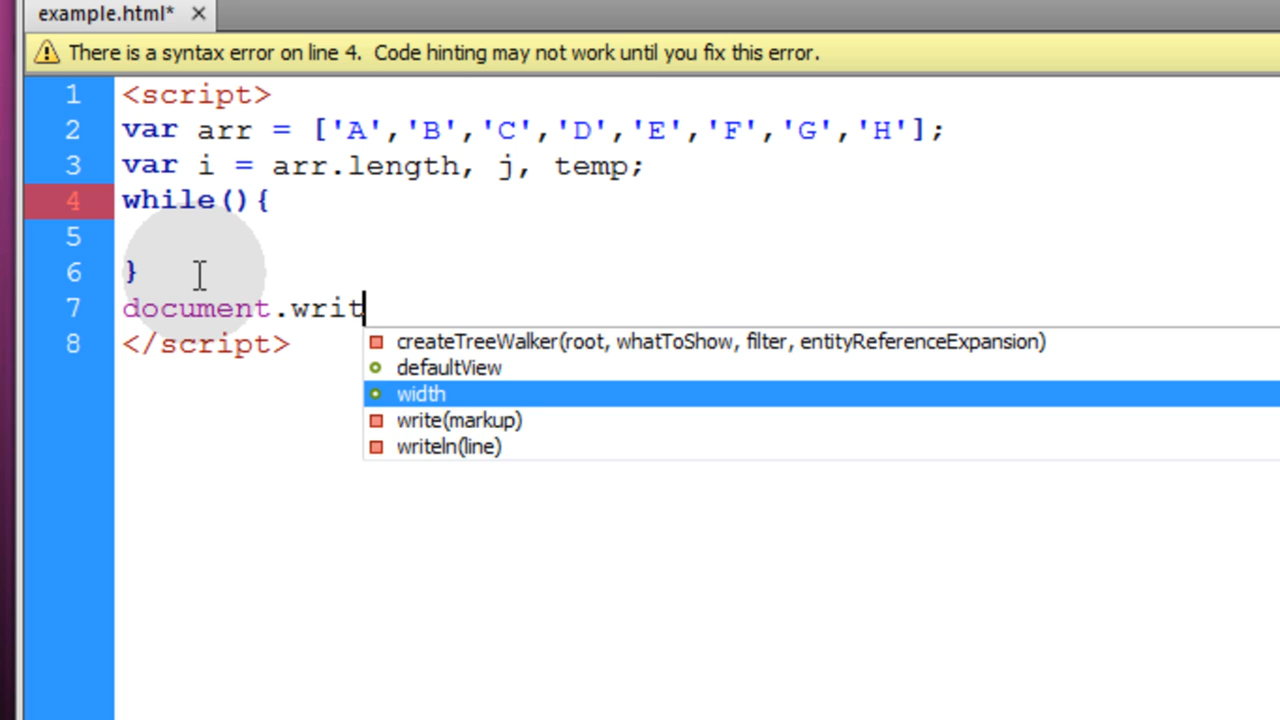 example.html*
There is a syntax error on line 4.  Code hinting may not work until you fix this error.
1 <script>
2 var arr = ['A','B','C','D','E','F','G','H'];
3 var i = arr.length, j, temp;
4 while(){
5
6 }
7 document.writ
8 </script>
createTreeWalker(root, whatToShow, filter, entityReferenceExpansion)
defaultView
width
write(markup)
writeln(line)